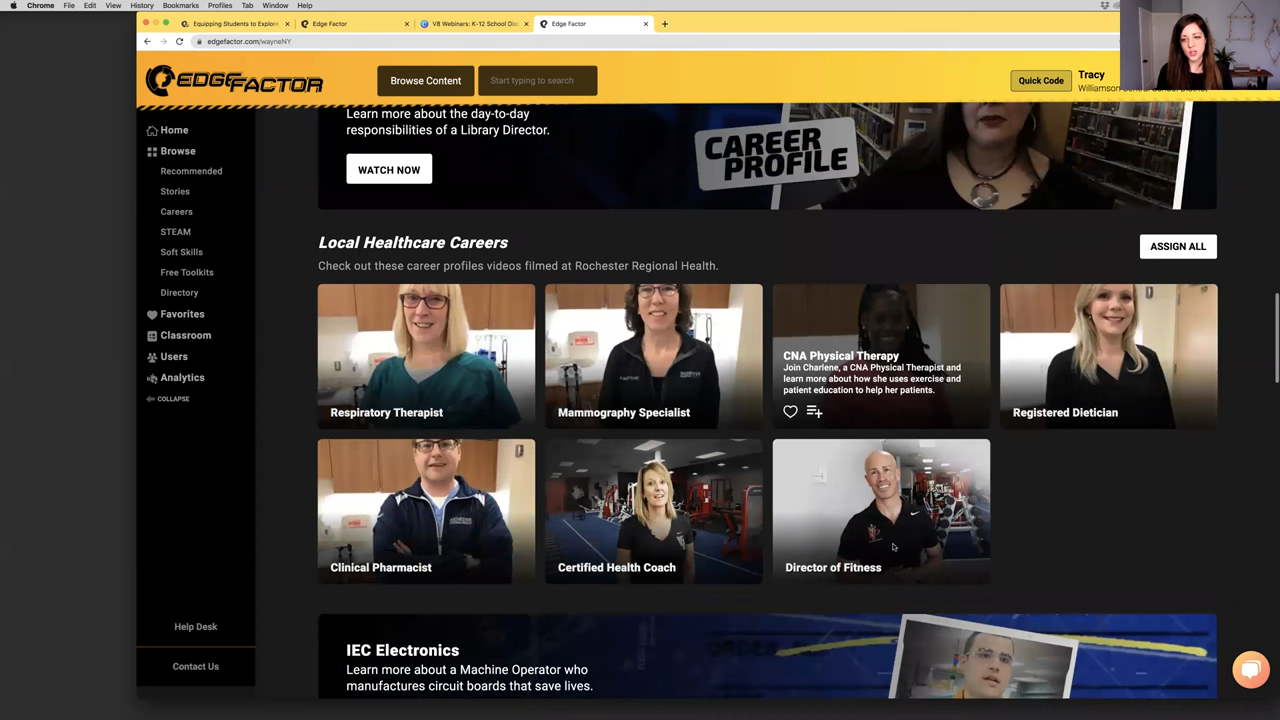 Chrome File Edit View History Bookmarks Profiles Tab Window Help
Equipping Students to Explore
Edge Factor
V8 Webinars: K-12 School Dis
Edge Factor
edgefactor.com/wayneNY
EDGE FACTOR
Browse Content
Start typing to search
Quick Code
Tracy
Williamson Central School District
Home
Browse
Recommended
Stories
Careers
STEAM
Soft Skills
Free Toolkits
Directory
Favorites
Classroom
Users
Analytics
COLLAPSE
Help Desk
Contact Us
Learn more about the day-to-day
responsibilities of a Library Director.
WATCH NOW
CAREER
PROFILE
Local Healthcare Careers
Check out these career profiles videos filmed at Rochester Regional Health.
ASSIGN ALL
Respiratory Therapist
Mammography Specialist
CNA Physical Therapy
Join Charlene, a CNA Physical Therapist and
learn more about how she uses exercise and
patient education to help her patients.
Registered Dietician
Clinical Pharmacist
Certified Health Coach
Director of Fitness
IEC Electronics
Learn more about a Machine Operator who
manufactures circuit boards that save lives.